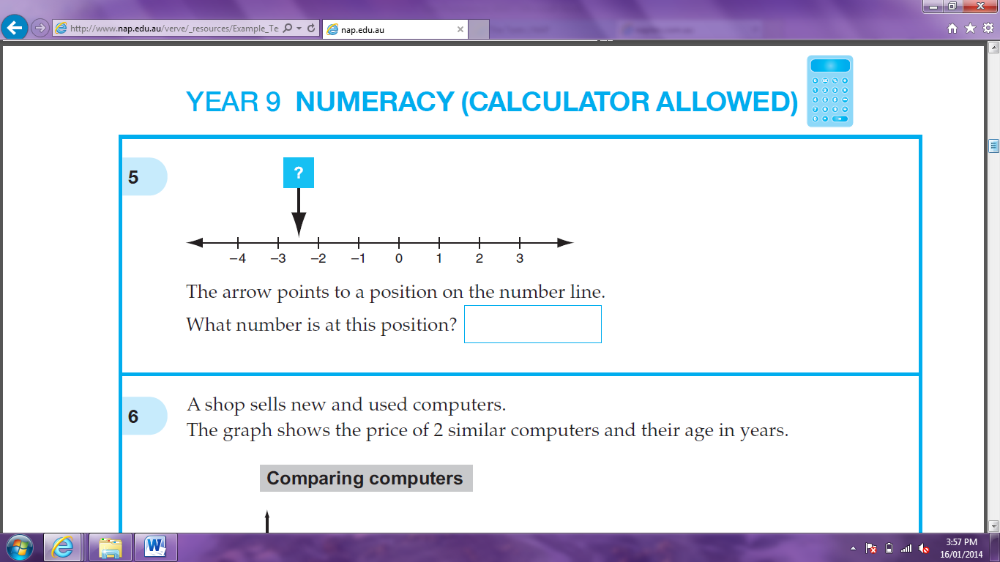 http://www.nap.edu.au/verve/_resources/Example_Te
nap.edu.au
YEAR 9 NUMERACY (CALCULATOR ALLOWED)
5
?
–4 –3 –2 –1 0 1 2 3
The arrow points to a position on the number line.
What number is at this position?
6
A shop sells new and used computers.
The graph shows the price of 2 similar computers and their age in years.
Comparing computers
3:57 PM
16/01/2014